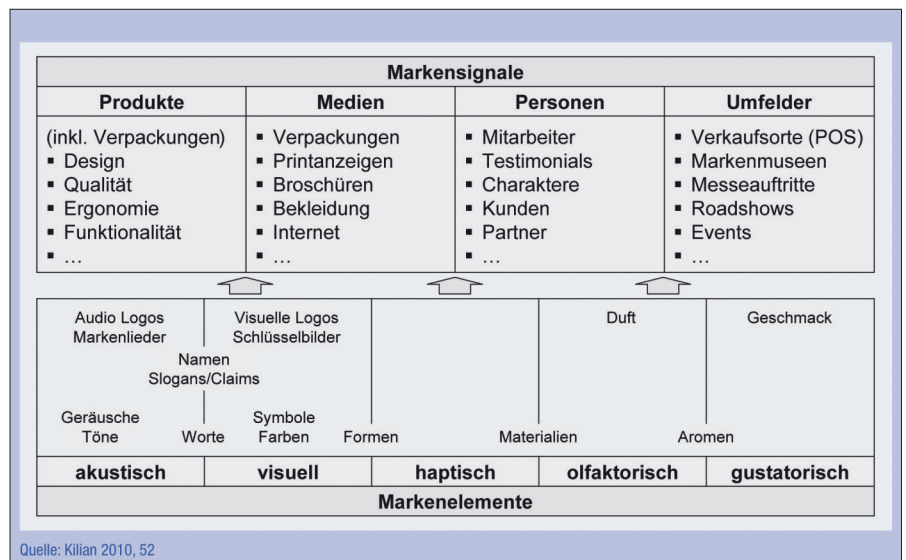 Markensignale
Produkte
(inkl. Verpackungen)
▪ Design
▪ Qualität
▪ Ergonomie
▪ Funktionalität
▪ …
Medien
▪ Verpackungen
▪ Printanzeigen
▪ Broschüren
▪ Bekleidung
▪ Internet
▪ …
Personen
▪ Mitarbeiter
▪ Testimonials
▪ Charaktere
▪ Kunden
▪ Partner
▪ …
Umfelder
▪ Verkaufsorte (POS)
▪ Markenmuseen
▪ Messeauftritte
▪ Roadshows
▪ Events
▪ …
Audio Logos
Markenlieder
Visuelle Logos
Schlüsselbilder
Duft
Geschmack
Namen
Slogans/Claims
Geräusche
Töne
Worte
Symbole
Farben
Formen
Materialien
Aromen
akustisch
visuell
haptisch
olfaktorisch
gustatorisch
Markenelemente
Quelle: Kilian 2010, 52